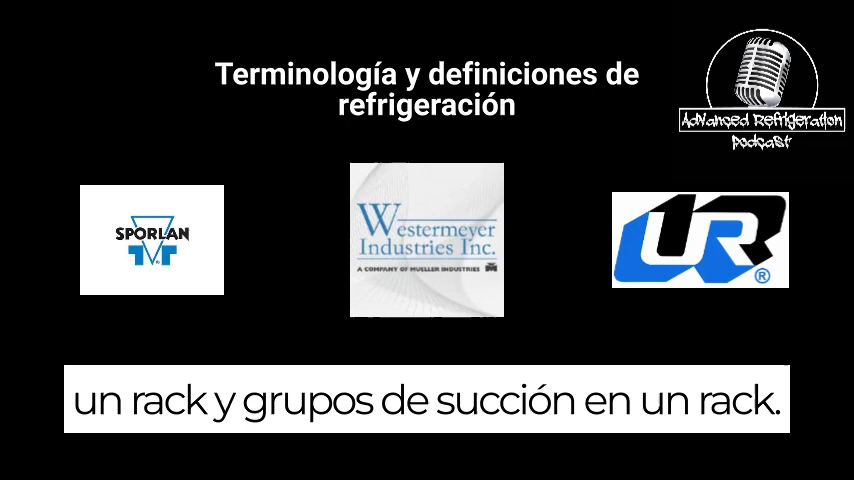 Terminología y definiciones de
refrigeración
Advanced Refrigeration
podcast
SPORLAN
Westermeyer
Industries Inc.
A COMPANY OF MUELLER INDUSTRIES
UR
®
un rack y grupos de succión en un rack.